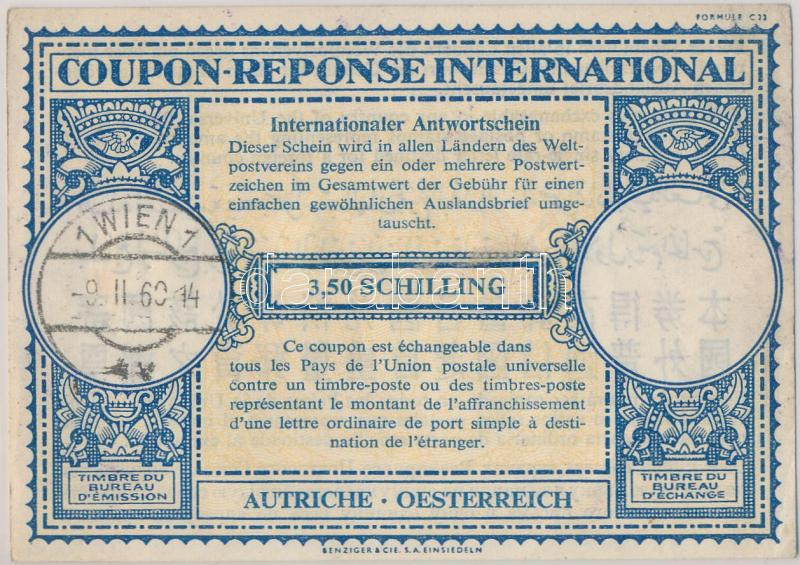 FORMULE C 22
COUPON-REPONSE INTERNATIONAL
Internationaler Antwortschein
Dieser Schein wird in allen Ländern des Welt-
postvereins gegen ein oder mehrere Postwert-
zeichen im Gesamtwert der Gebühr für einen
einfachen gewöhnlichen Auslandsbrief umge-
tauscht.
1 WIEN 1
-9. II. 60 14
3,50 SCHILLING
darabanth
Ce coupon est échangeable dans
tous les Pays de l'Union postale universelle
contre un timbre-poste ou des timbres-poste
représentant le montant de l'affranchissement
d'une lettre ordinaire de port simple à desti-
nation de l'étranger.
TIMBRE DU
BUREAU
D'ÉMISSION
TIMBRE DU
BUREAU
D'ÉCHANGE
AUTRICHE · OESTERREICH
BENZIGER & CIE. S.A. EINSIEDELN